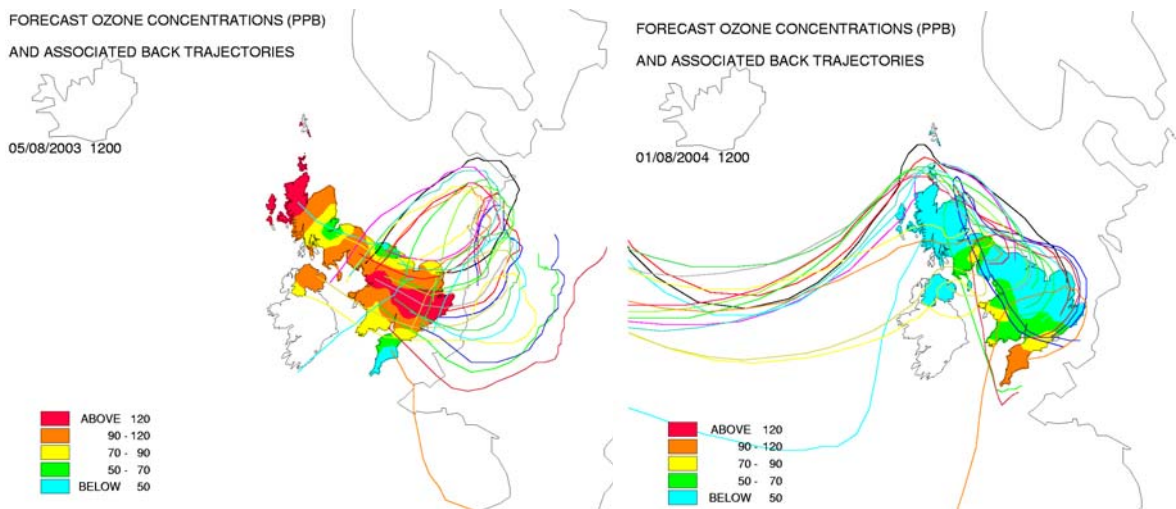 FORECAST OZONE CONCENTRATIONS (PPB)
AND ASSOCIATED BACK TRAJECTORIES
05/08/2003 1200
ABOVE 120
90 - 120
70 - 90
50 - 70
BELOW 50
FORECAST OZONE CONCENTRATIONS (PPB)
AND ASSOCIATED BACK TRAJECTORIES
01/08/2004 1200
ABOVE 120
90 - 120
70 - 90
50 - 70
BELOW 50